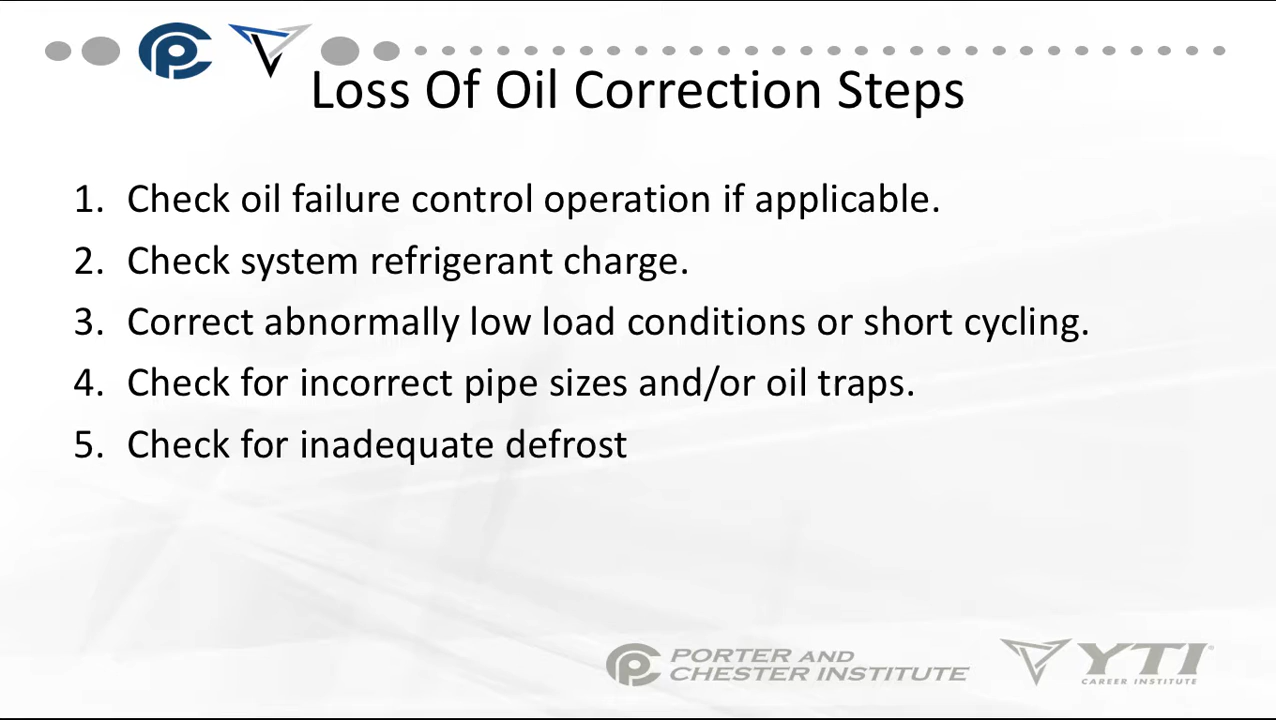 Loss Of Oil Correction Steps
1. Check oil failure control operation if applicable.
2. Check system refrigerant charge.
3. Correct abnormally low load conditions or short cycling.
4. Check for incorrect pipe sizes and/or oil traps.
5. Check for inadequate defrost
PORTER AND
CHESTER INSTITUTE
YTI
CAREER INSTITUTE